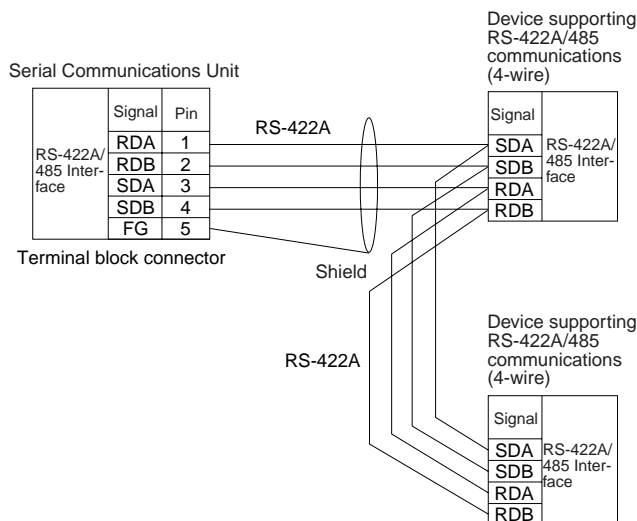 Serial Communications Unit
RS-422A/
485 Inter-
face
Signal Pin
RDA 1
RDB 2
SDA 3
SDB 4
FG 5
Terminal block connector
RS-422A
Shield
Device supporting
RS-422A/485
communications
(4-wire)
Signal
SDA
SDB
RDA
RDB
RS-422A/
485 Interface
RS-422A
Device supporting
RS-422A/485
communications
(4-wire)
Signal
SDA
SDB
RDA
RDB
RS-422A/
485 Inter-
face